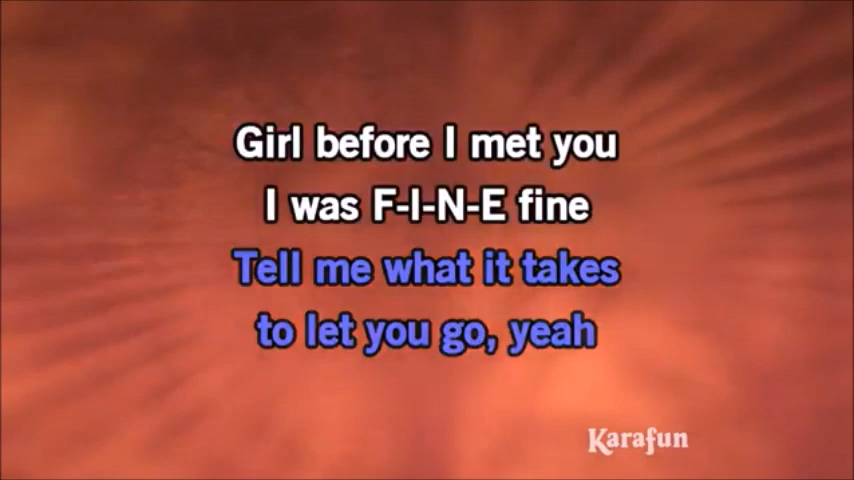 Girl before I met you
I was F-I-N-E fine
Tell me what it takes
to let you go, yeah
Karafun